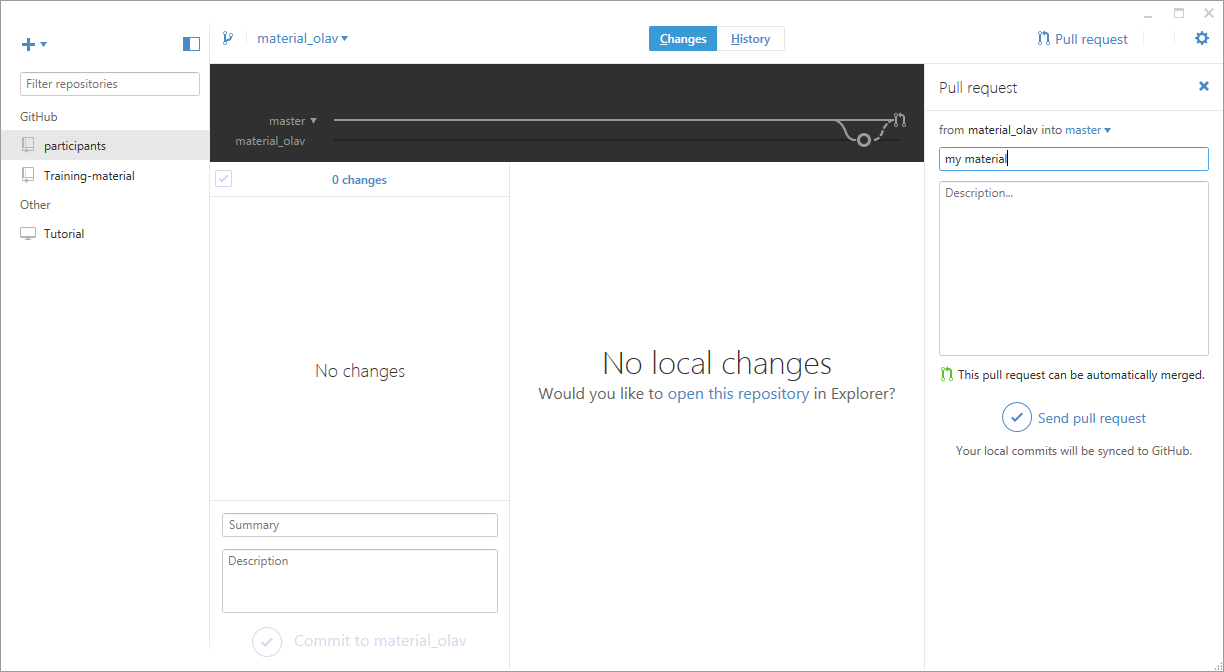 material_olav
Changes
History
Pull request
Filter repositories
GitHub
participants
Training-material
Other
Tutorial
master
material_olav
0 changes
No changes
Summary
Description
Commit to material_olav
No local changes
Would you like to open this repository in Explorer?
Pull request
from material_olav into master
my material
Description...
This pull request can be automatically merged.
Send pull request
Your local commits will be synced to GitHub.